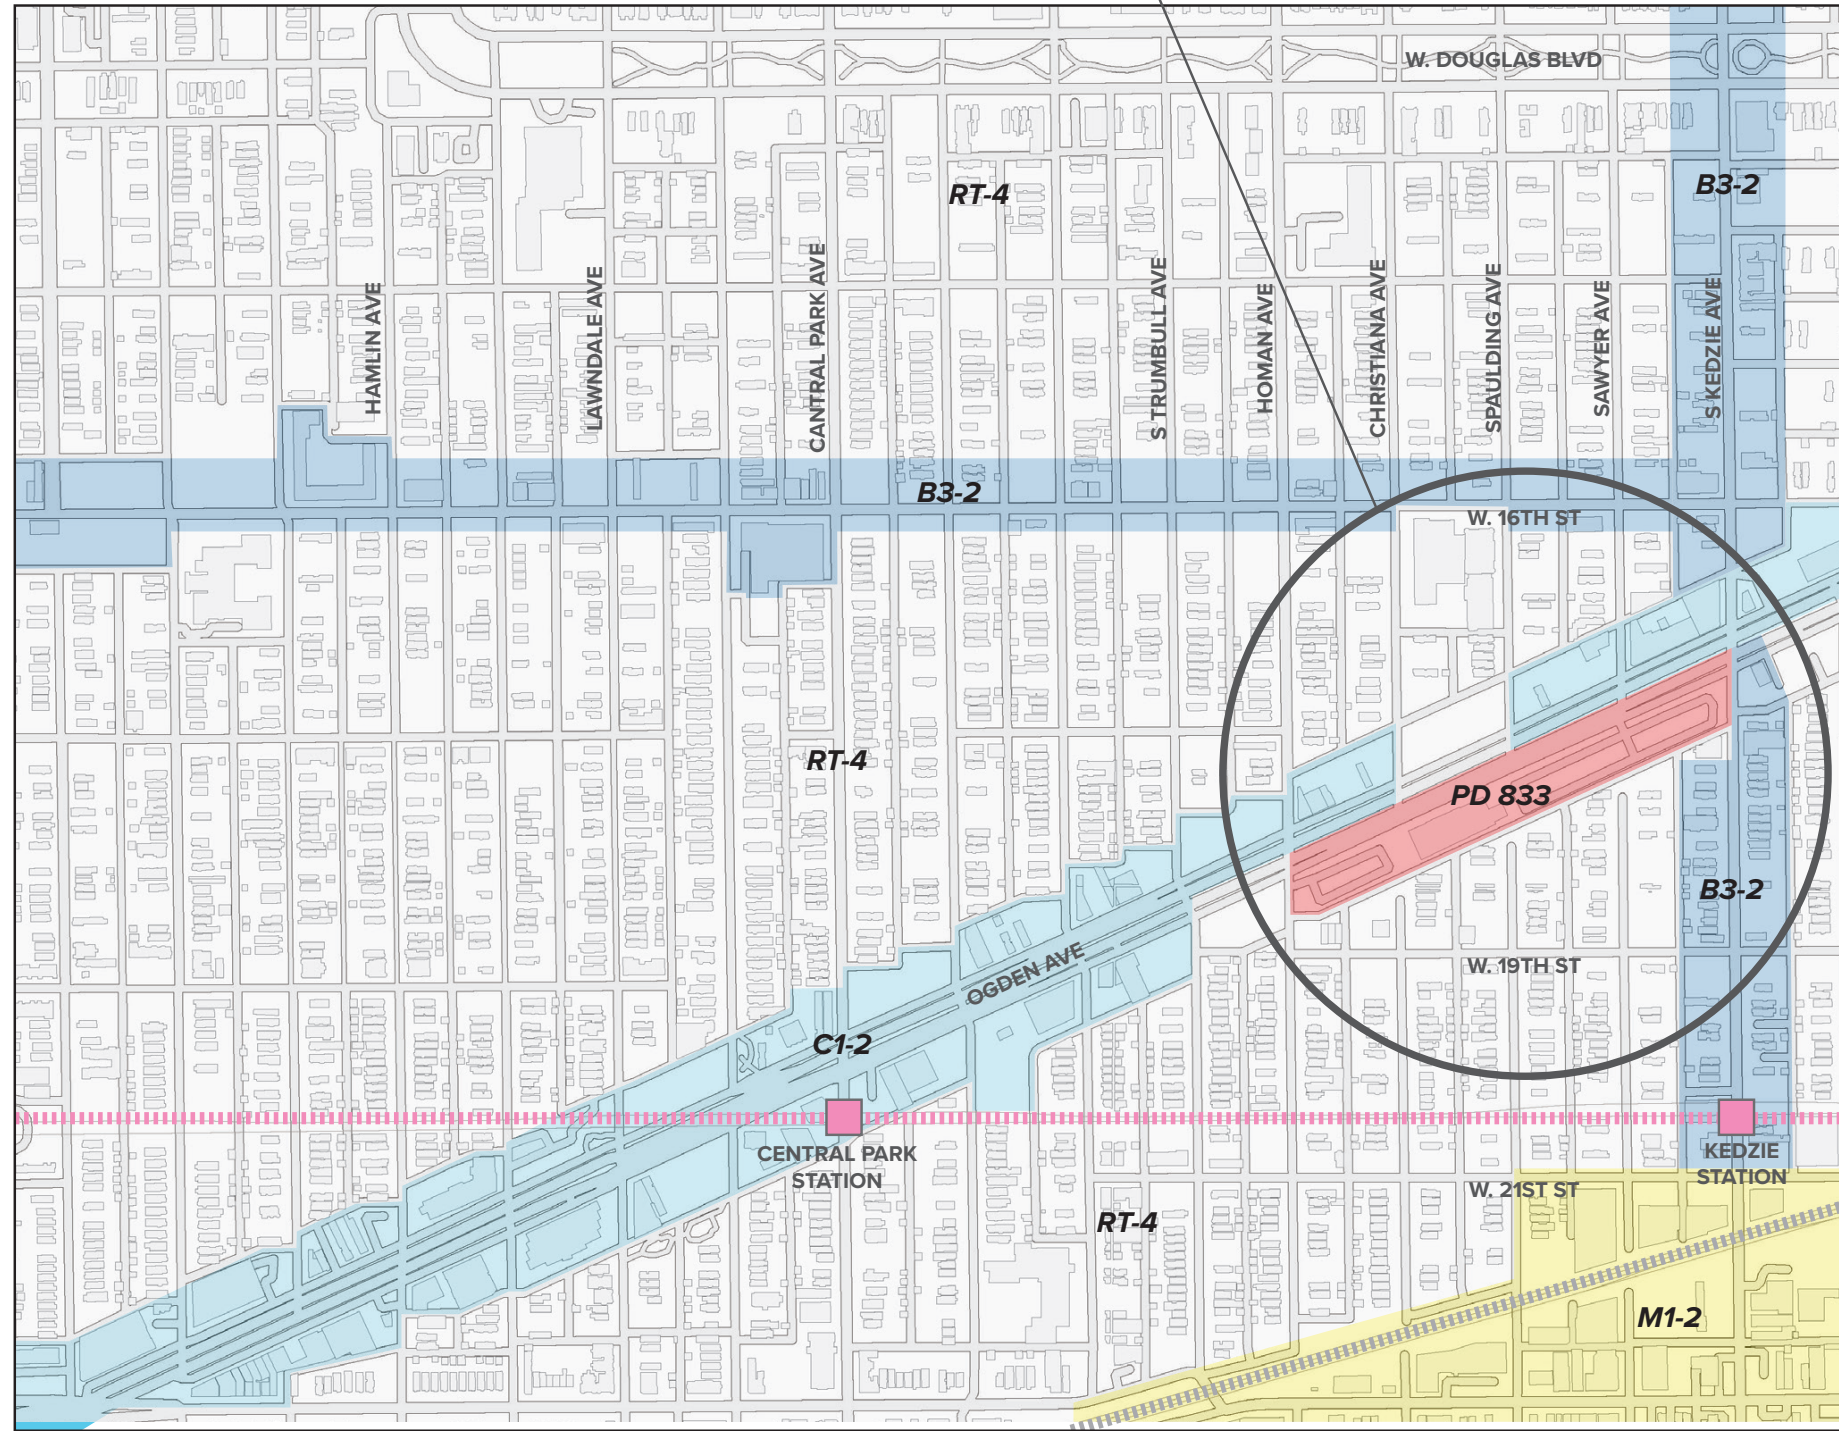 W. DOUGLAS BLVD
B3-2
RT-4
HAMLIN AVE
LAWNDALE AVE
CANTRAL PARK AVE
S TRUMBULL AVE
HOMAN AVE
CHRISTIANA AVE
SPAULDING AVE
SAWYER AVE
S KEDZIE AVE
B3-2
W. 16TH ST
RT-4
PD 833
B3-2
OGDEN AVE
W. 19TH ST
C1-2
CENTRAL PARK
STATION
KEDZIE
STATION
W. 21ST ST
RT-4
M1-2